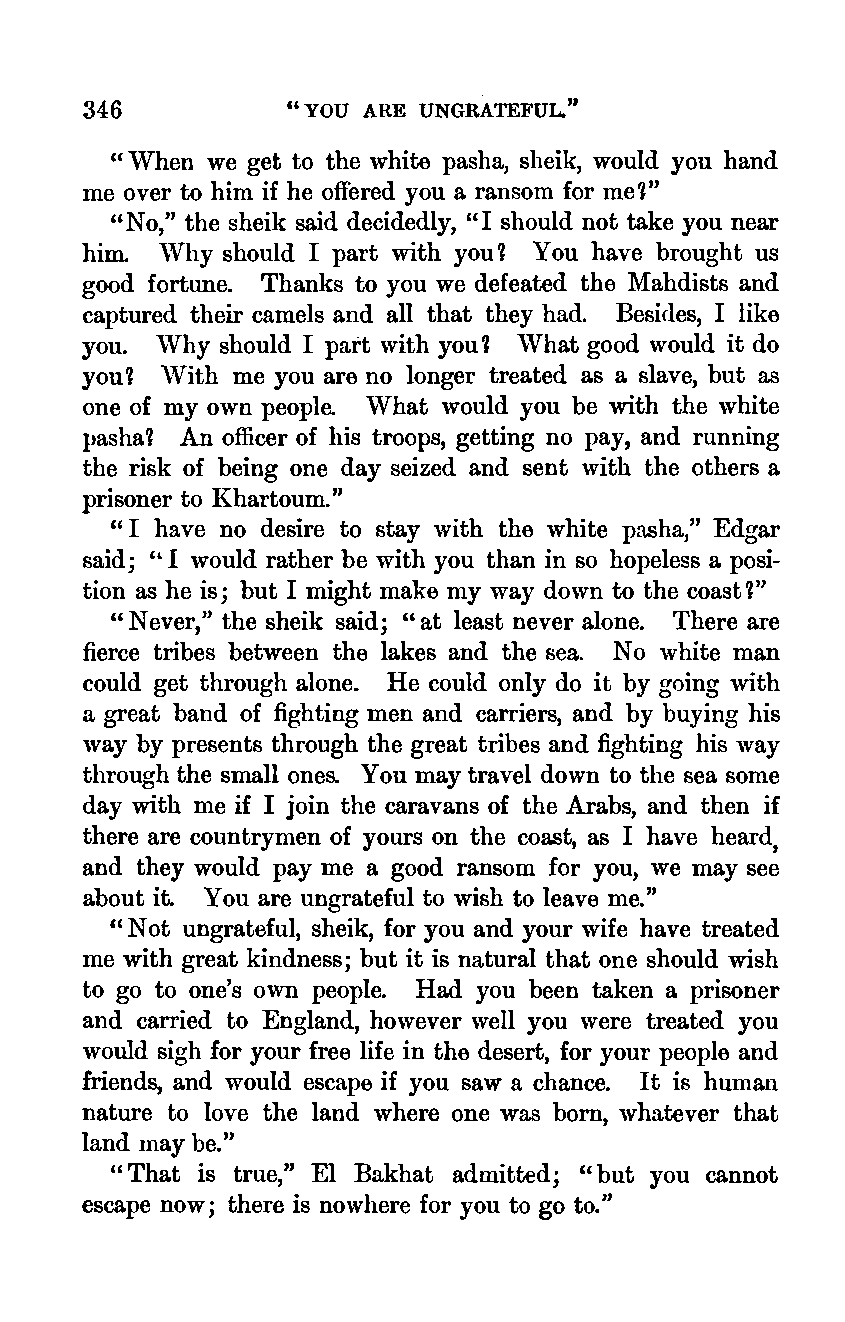 346 "YOU ARE UNGRATEFUL."
"When we get to the white pasha, sheik, would you hand
me over to him if he offered you a ransom for me?"
"No," the sheik said decidedly, "I should not take you near
him. Why should I part with you? You have brought us
good fortune. Thanks to you we defeated the Mahdists and
captured their camels and all that they had. Besides, I like
you. Why should I part with you? What good would it do
you? With me you are no longer treated as a slave, but as
one of my own people. What would you be with the white
pasha? An officer of his troops, getting no pay, and running
the risk of being one day seized and sent with the others a
prisoner to Khartoum."
"I have no desire to stay with the white pasha," Edgar
said; "I would rather be with you than in so hopeless a posi-
tion as he is; but I might make my way down to the coast?"
"Never," the sheik said; "at least never alone. There are
fierce tribes between the lakes and the sea. No white man
could get through alone. He could only do it by going with
a great band of fighting men and carriers, and by buying his
way by presents through the great tribes and fighting his way
through the small ones. You may travel down to the sea some
day with me if I join the caravans of the Arabs, and then if
there are countrymen of yours on the coast, as I have heard,
and they would pay me a good ransom for you, we may see
about it. You are ungrateful to wish to leave me."
"Not ungrateful, sheik, for you and your wife have treated
me with great kindness; but it is natural that one should wish
to go to one's own people. Had you been taken a prisoner
and carried to England, however well you were treated you
would sigh for your free life in the desert, for your people and
friends, and would escape if you saw a chance. It is human
nature to love the land where one was born, whatever that
land may be."
"That is true," El Bakhat admitted; "but you cannot
escape now; there is nowhere for you to go to."